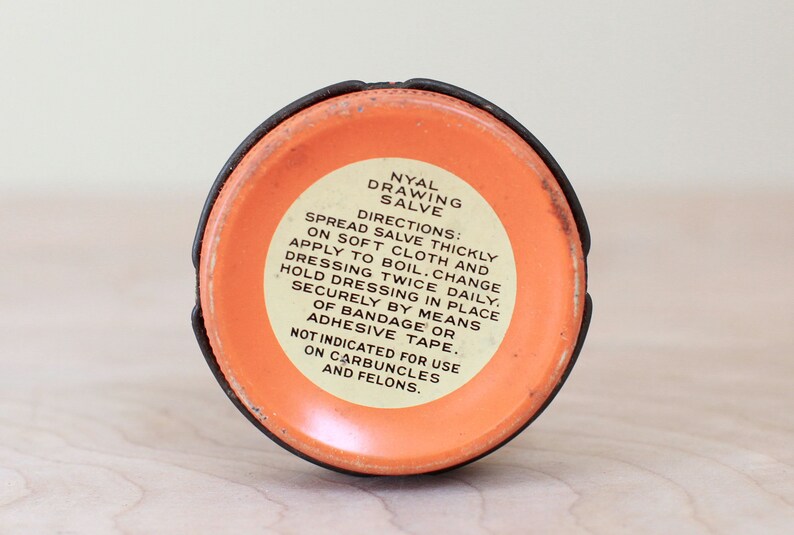 NYAL
DRAWING
SALVE
DIRECTIONS:
SPREAD SALVE THICKLY
ON SOFT CLOTH AND
APPLY TO BOIL. CHANGE
DRESSING TWICE DAILY.
HOLD DRESSING IN PLACE
SECURELY BY MEANS
OF BANDAGE OR
ADHESIVE TAPE.
NOT INDICATED FOR USE
ON CARBUNCLES
AND FELONS.